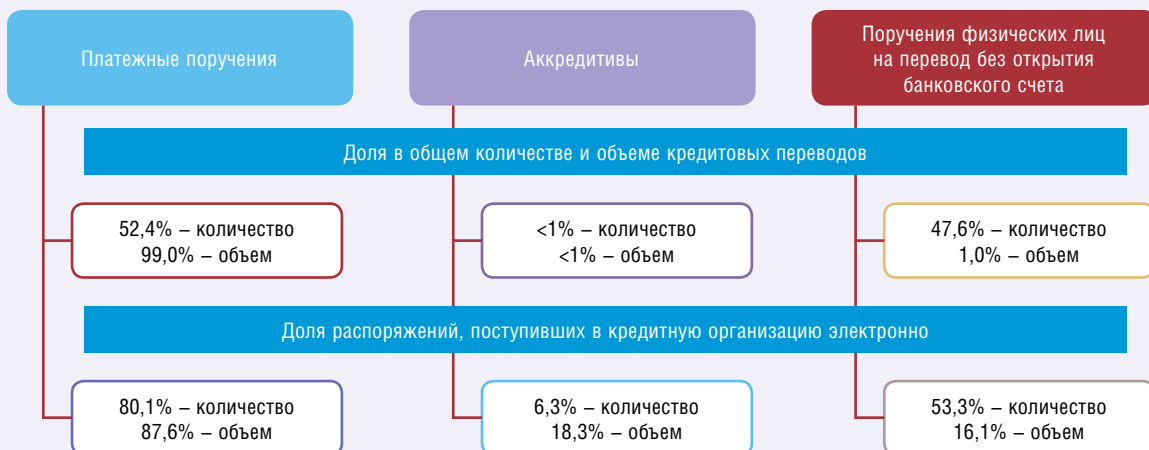 Платежные поручения
Аккредитивы
Поручения физических лиц
на перевод без открытия
банковского счета
Доля в общем количестве и объеме кредитовых переводов
52,4% – количество
99,0% – объем
<1% – количество
<1% – объем
47,6% – количество
1,0% – объем
Доля распоряжений, поступивших в кредитную организацию электронно
80,1% – количество
87,6% – объем
6,3% – количество
18,3% – объем
53,3% – количество
16,1% – объем